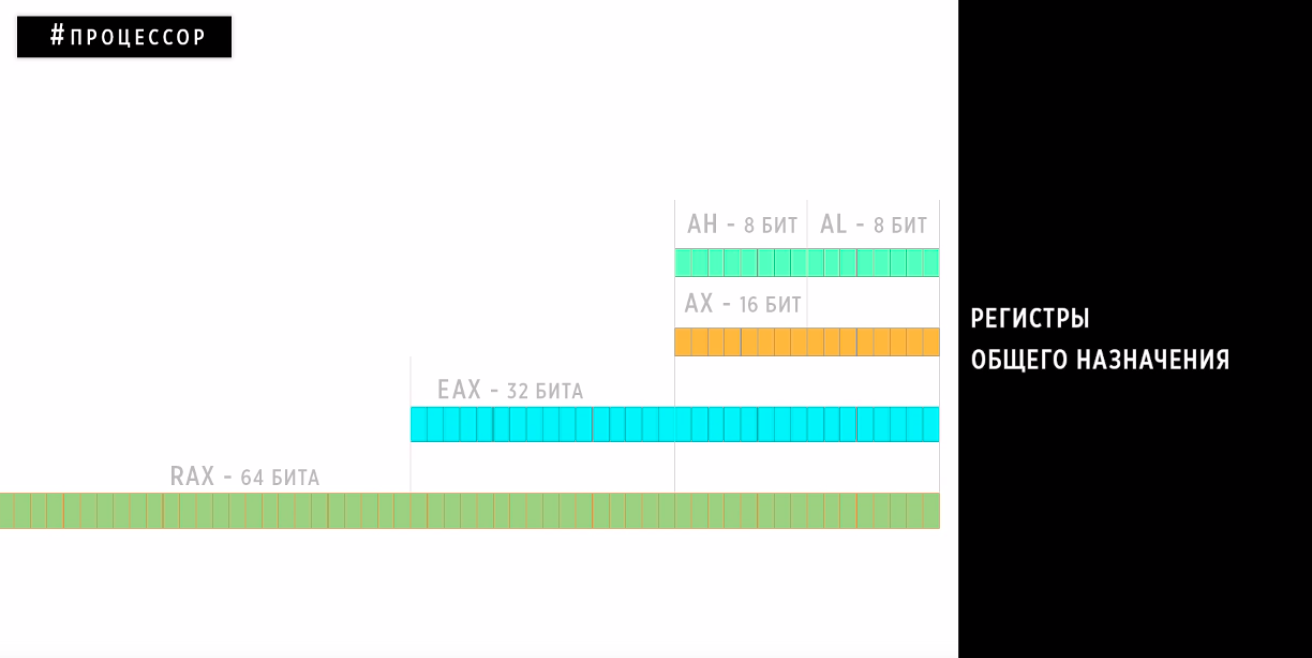 #ПРОЦЕССОР
AH - 8 БИТ AL - 8 БИТ
AX - 16 БИТ
EAX - 32 БИТА
RAX - 64 БИТА
РЕГИСТРЫ
ОБЩЕГО НАЗНАЧЕНИЯ